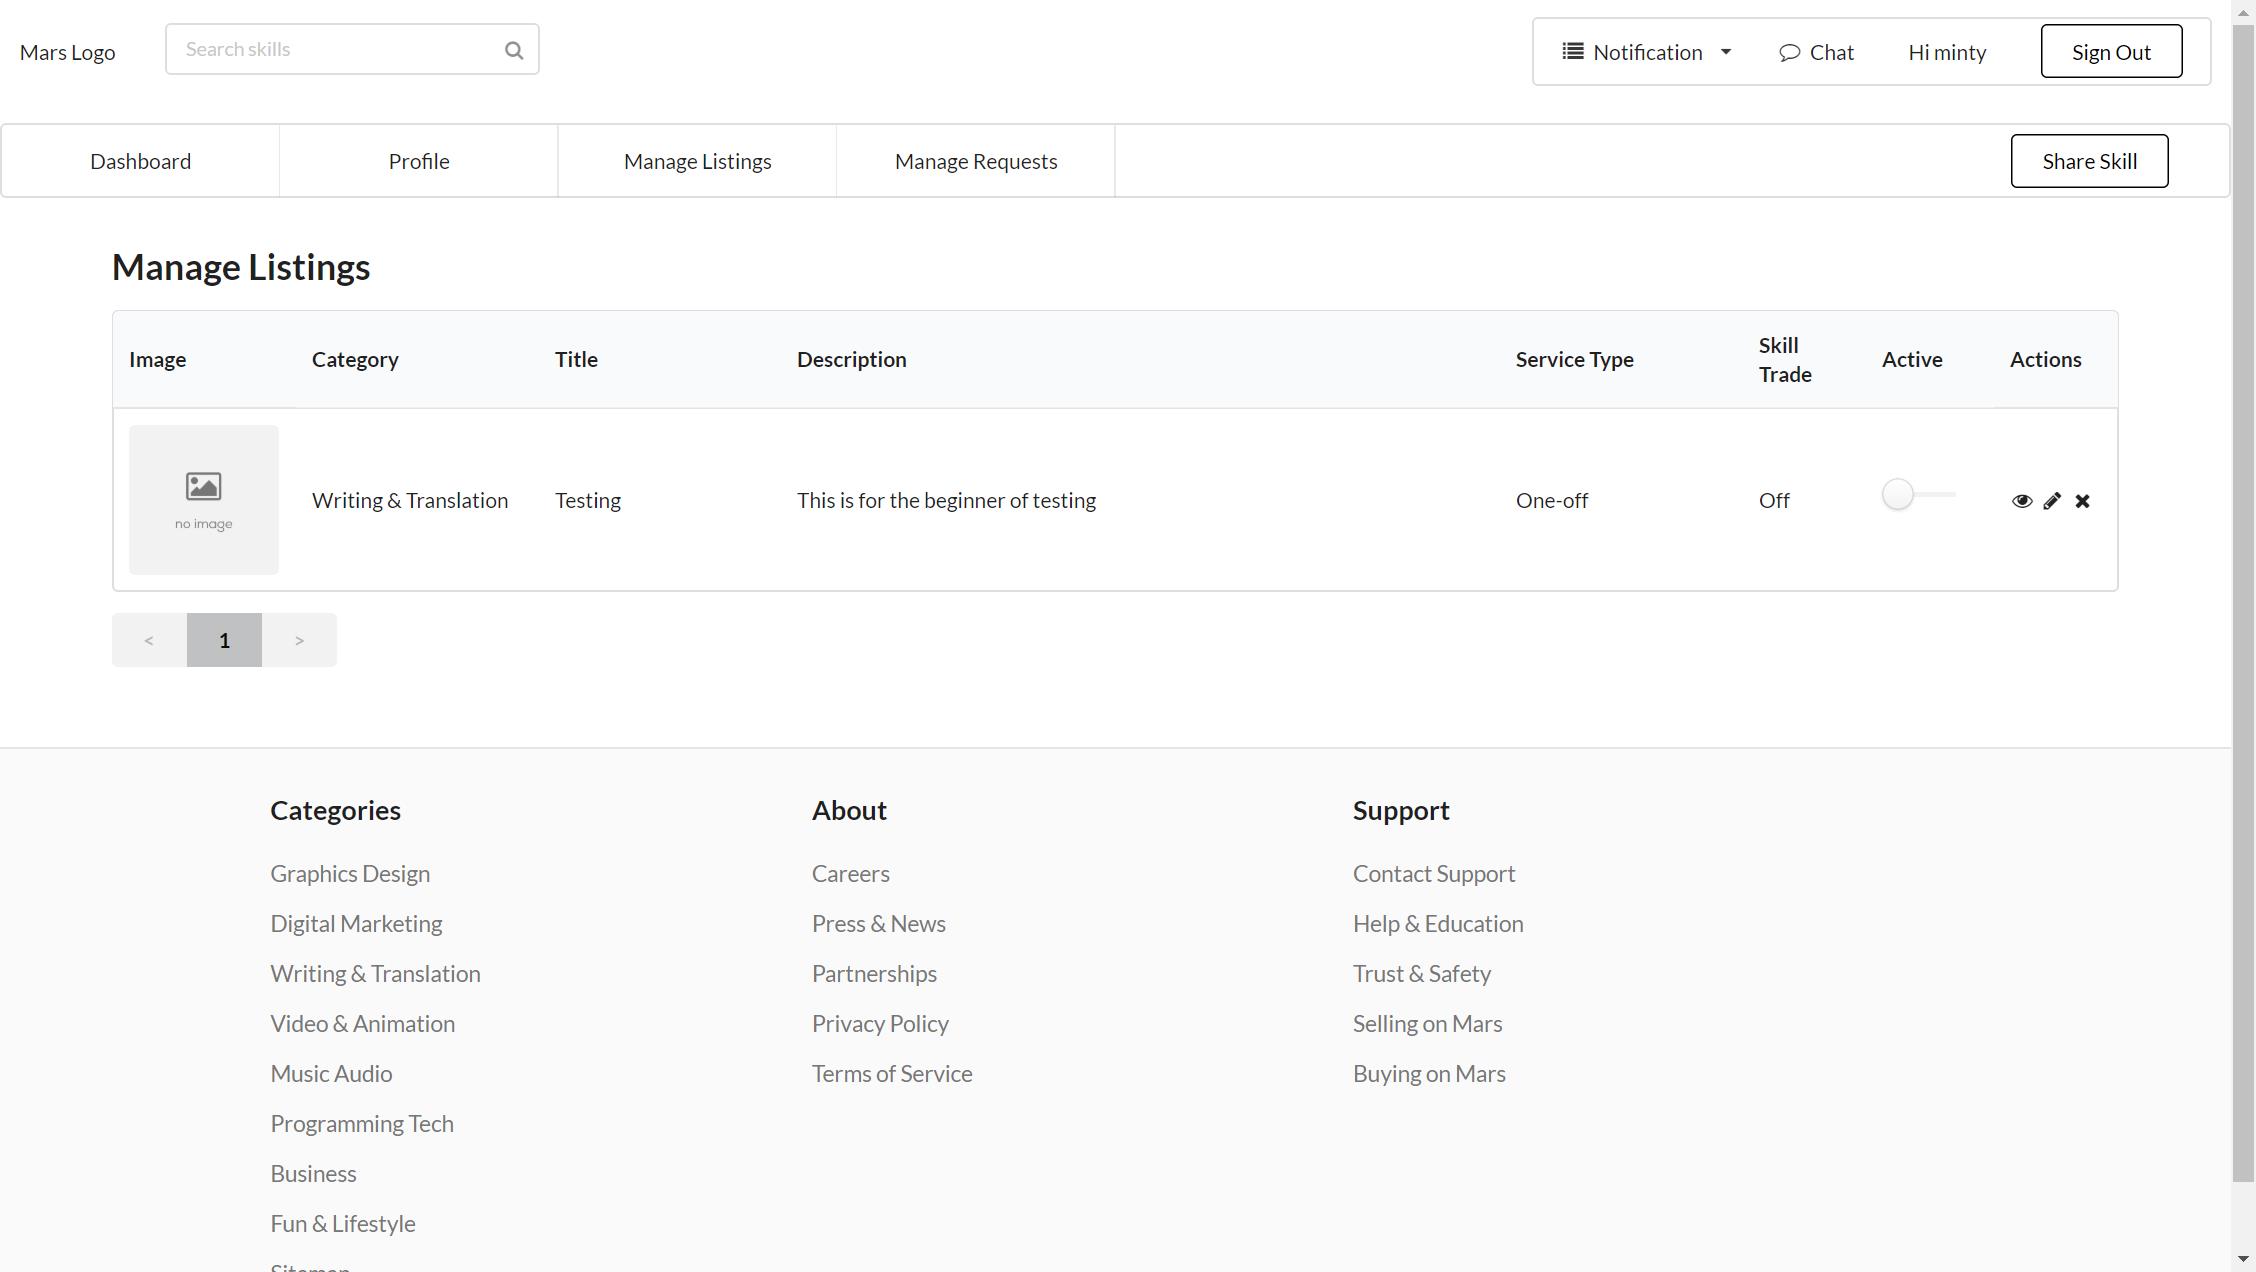 Mars Logo
Search skills
Notification
Chat
Hi minty
Sign Out
Dashboard
Profile
Manage Listings
Manage Requests
Share Skill
Manage Listings
Image
Category
Title
Description
Service Type
Skill
Trade
Active
Actions
no image
Writing & Translation
Testing
This is for the beginner of testing
One-off
Off
<
1
>
Categories
Graphics Design
Digital Marketing
Writing & Translation
Video & Animation
Music Audio
Programming Tech
Business
Fun & Lifestyle
About
Careers
Press & News
Partnerships
Privacy Policy
Terms of Service
Support
Contact Support
Help & Education
Trust & Safety
Selling on Mars
Buying on Mars